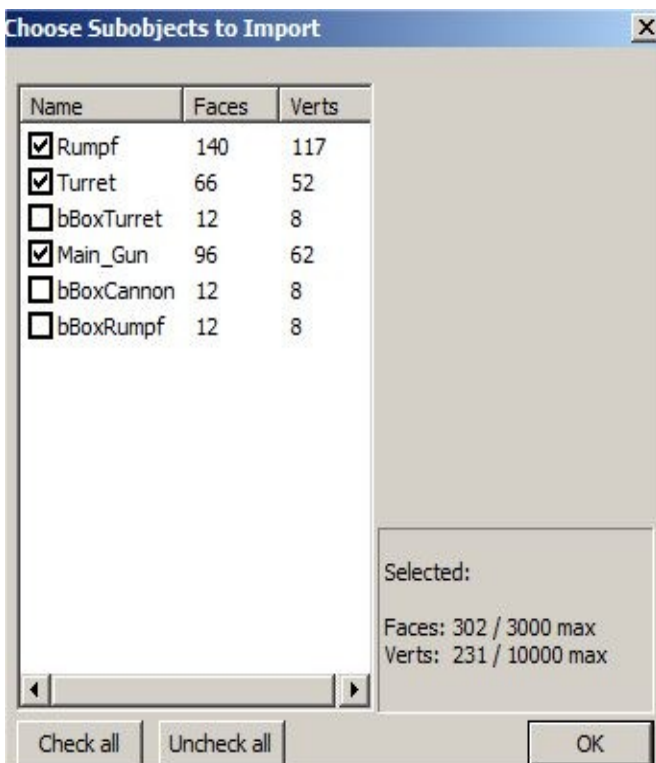 Choose Subobjects to Import
Name Faces Verts
Rumpf 140 117
Turret 66 52
bBoxTurret 12 8
Main_Gun 96 62
bBoxCannon 12 8
bBoxRumpf 12 8
Selected:
Faces: 302 / 3000 max
Verts: 231 / 10000 max
Check all Uncheck all OK